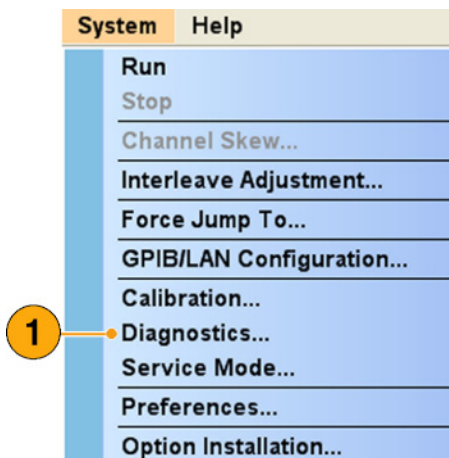 System Help
Run
Stop
Channel Skew...
Interleave Adjustment...
Force Jump To...
GPIB/LAN Configuration...
Calibration...
1 Diagnostics...
Service Mode...
Preferences...
Option Installation...